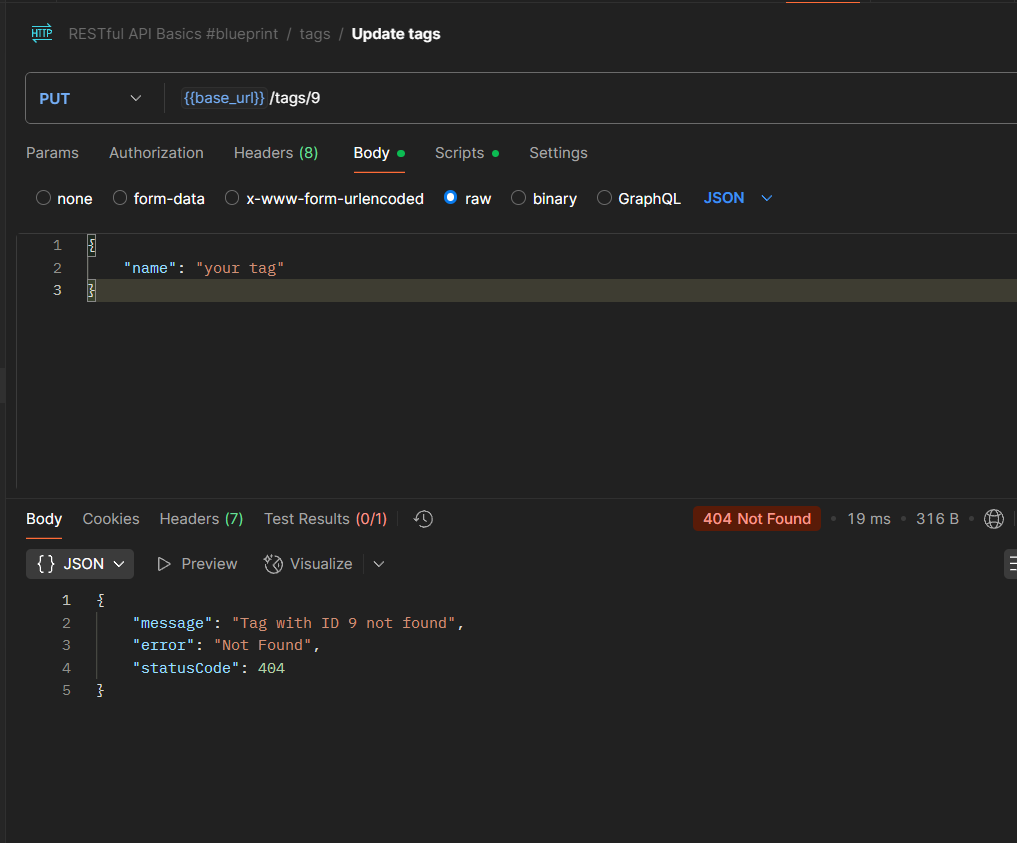 HTTP RESTful API Basics #blueprint / tags / Update tags
PUT {{base_url}} /tags/9
Params Authorization Headers (8) Body Scripts Settings
none form-data x-www-form-urlencoded raw binary GraphQL JSON
1 {
2 "name": "your tag"
3 }
Body Cookies Headers (7) Test Results (0/1) 404 Not Found • 19 ms • 316 B •
{} JSON Preview Visualize
1 {
2 "message": "Tag with ID 9 not found",
3 "error": "Not Found",
4 "statusCode": 404
5 }